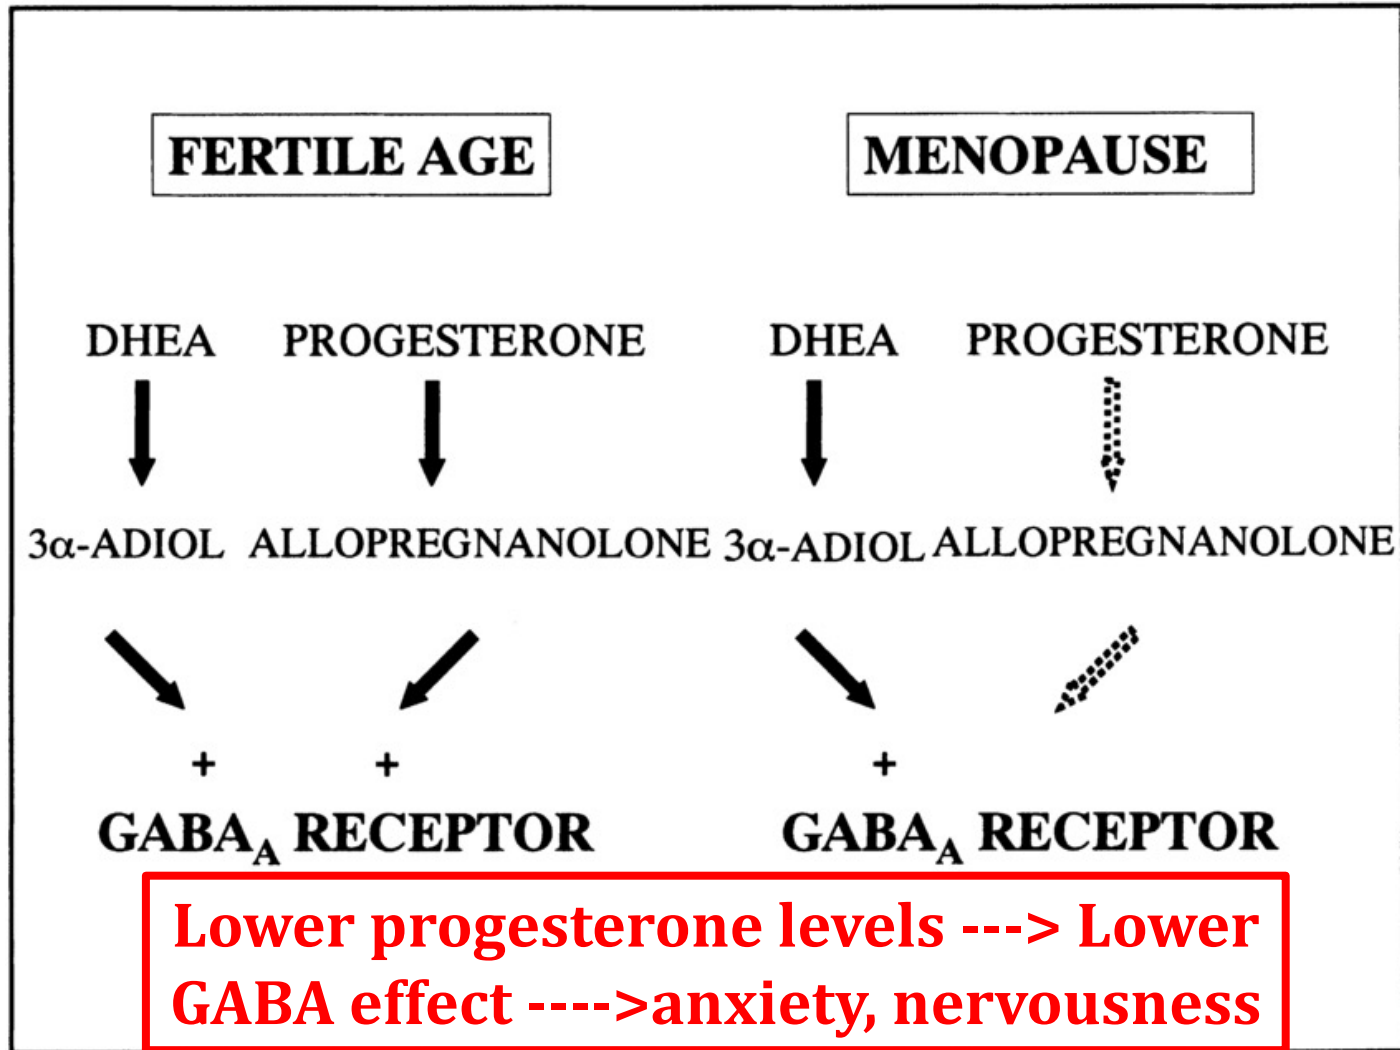 FERTILE AGE MENOPAUSE
DHEA PROGESTERONE DHEA PROGESTERONE
3α-ADIOL ALLOPREGNANOLONE 3α-ADIOL ALLOPREGNANOLONE
+ + +
GABAA RECEPTOR GABAA RECEPTOR
Lower progesterone levels ---> Lower
GABA effect ---->anxiety, nervousness